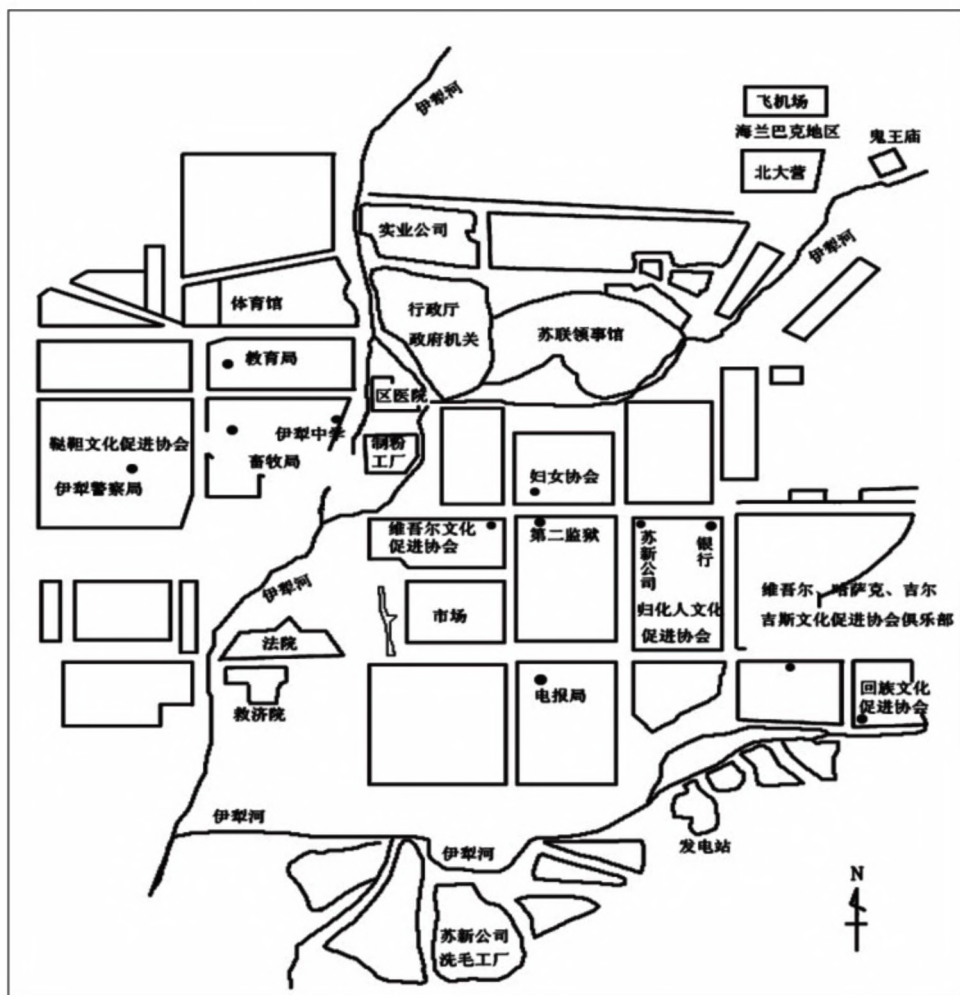 伊犁河
飞机场
海兰巴克地区
鬼王庙
北大营
实业公司
伊犁河
体育馆
行政厅
政府机关
苏联领事馆
教育局
区医院
鞑靼文化促进协会
伊犁中学
制粉
工厂
畜牧局
伊犁警察局
妇女协会
维吾尔文化
促进协会
第二监狱
苏新公司
银行
伊犁河
市场
归化人文化
促进协会
维吾尔、哈萨克、吉尔
吉斯文化促进协会俱乐部
法院
救济院
电报局
回族文化
促进协会
伊犁河
伊犁河
发电站
N
苏新公司
洗毛工厂